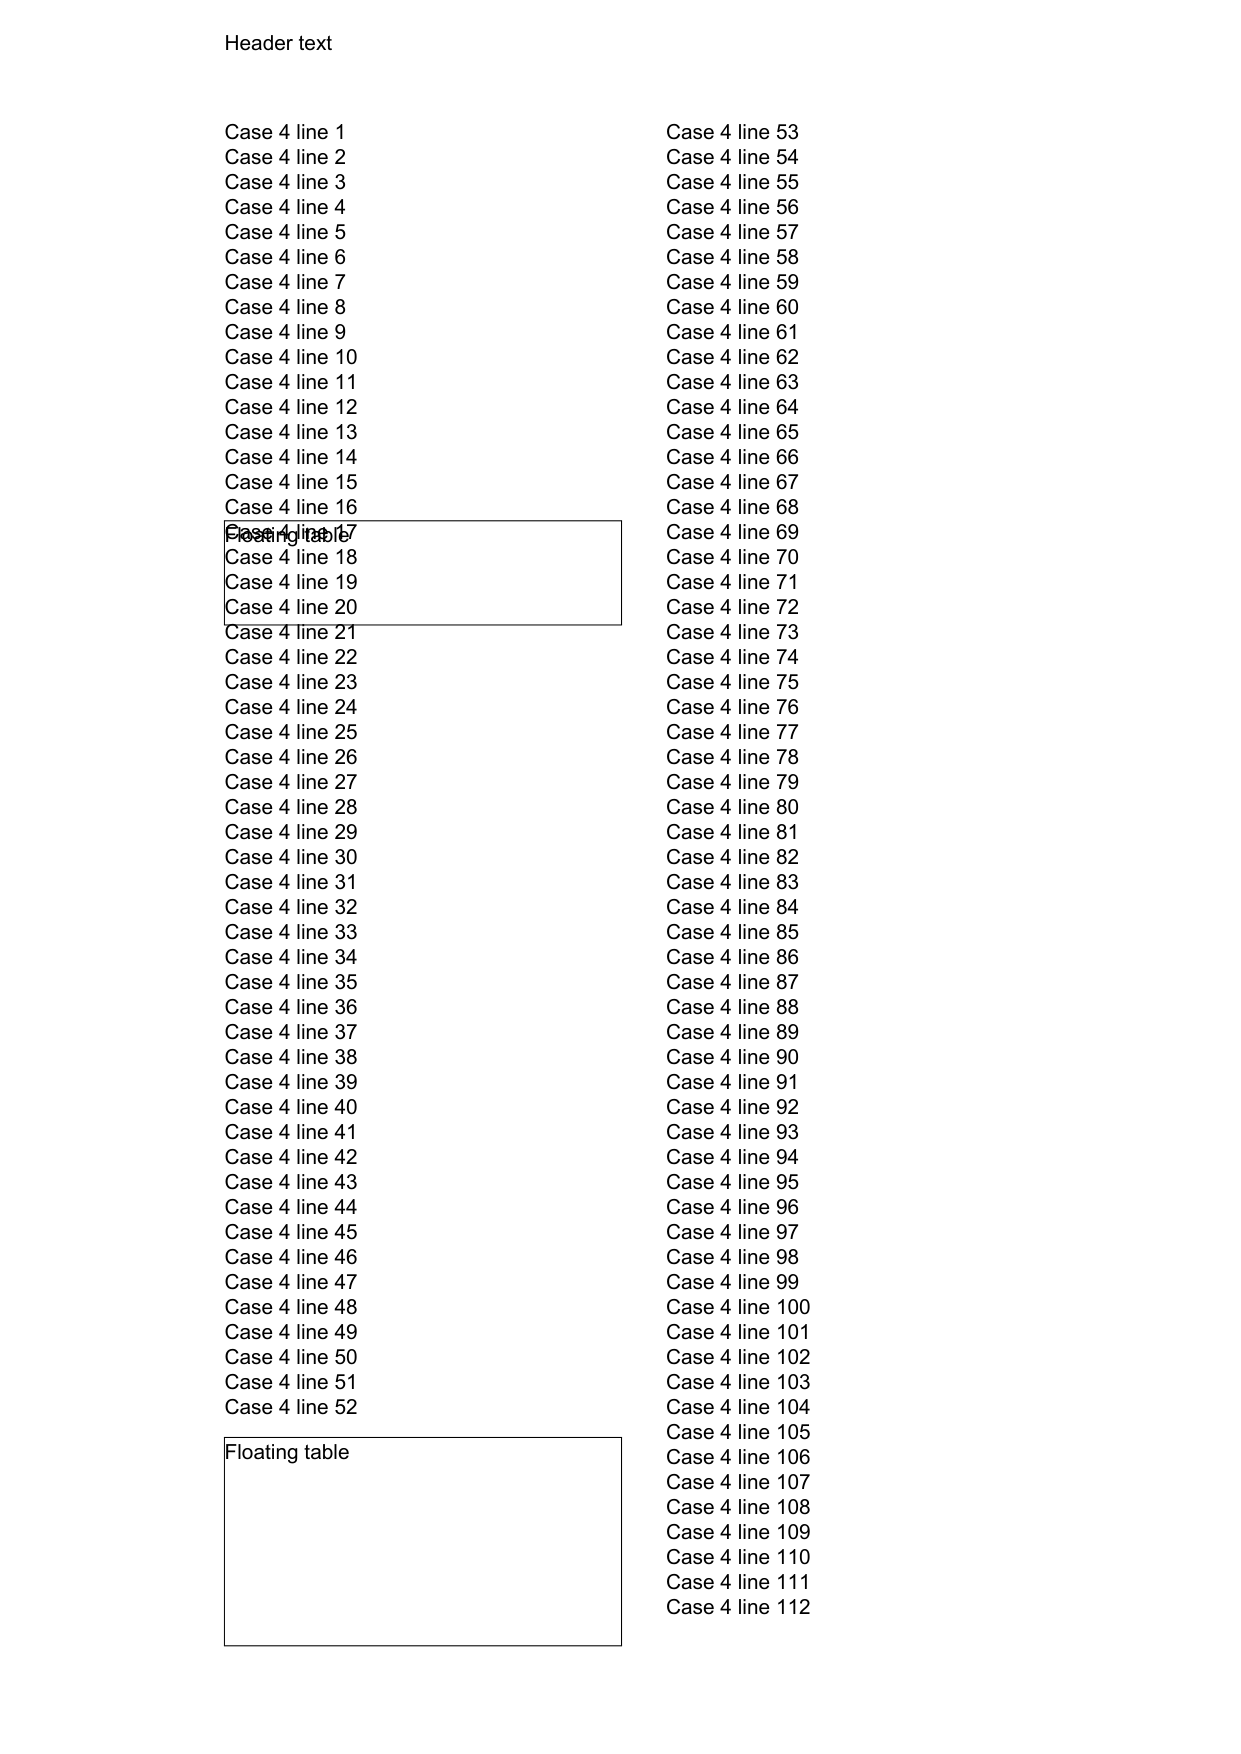 Header text
Case 4 line 1
Case 4 line 2
Case 4 line 3
Case 4 line 4
Case 4 line 5
Case 4 line 6
Case 4 line 7
Case 4 line 8
Case 4 line 9
Case 4 line 10
Case 4 line 11
Case 4 line 12
Case 4 line 13
Case 4 line 14
Case 4 line 15
Case 4 line 16
Case 4 line 17
Floating table
Case 4 line 18
Case 4 line 19
Case 4 line 20
Case 4 line 21
Case 4 line 22
Case 4 line 23
Case 4 line 24
Case 4 line 25
Case 4 line 26
Case 4 line 27
Case 4 line 28
Case 4 line 29
Case 4 line 30
Case 4 line 31
Case 4 line 32
Case 4 line 33
Case 4 line 34
Case 4 line 35
Case 4 line 36
Case 4 line 37
Case 4 line 38
Case 4 line 39
Case 4 line 40
Case 4 line 41
Case 4 line 42
Case 4 line 43
Case 4 line 44
Case 4 line 45
Case 4 line 46
Case 4 line 47
Case 4 line 48
Case 4 line 49
Case 4 line 50
Case 4 line 51
Case 4 line 52
Floating table
Case 4 line 53
Case 4 line 54
Case 4 line 55
Case 4 line 56
Case 4 line 57
Case 4 line 58
Case 4 line 59
Case 4 line 60
Case 4 line 61
Case 4 line 62
Case 4 line 63
Case 4 line 64
Case 4 line 65
Case 4 line 66
Case 4 line 67
Case 4 line 68
Case 4 line 69
Case 4 line 70
Case 4 line 71
Case 4 line 72
Case 4 line 73
Case 4 line 74
Case 4 line 75
Case 4 line 76
Case 4 line 77
Case 4 line 78
Case 4 line 79
Case 4 line 80
Case 4 line 81
Case 4 line 82
Case 4 line 83
Case 4 line 84
Case 4 line 85
Case 4 line 86
Case 4 line 87
Case 4 line 88
Case 4 line 89
Case 4 line 90
Case 4 line 91
Case 4 line 92
Case 4 line 93
Case 4 line 94
Case 4 line 95
Case 4 line 96
Case 4 line 97
Case 4 line 98
Case 4 line 99
Case 4 line 100
Case 4 line 101
Case 4 line 102
Case 4 line 103
Case 4 line 104
Case 4 line 105
Case 4 line 106
Case 4 line 107
Case 4 line 108
Case 4 line 109
Case 4 line 110
Case 4 line 111
Case 4 line 112